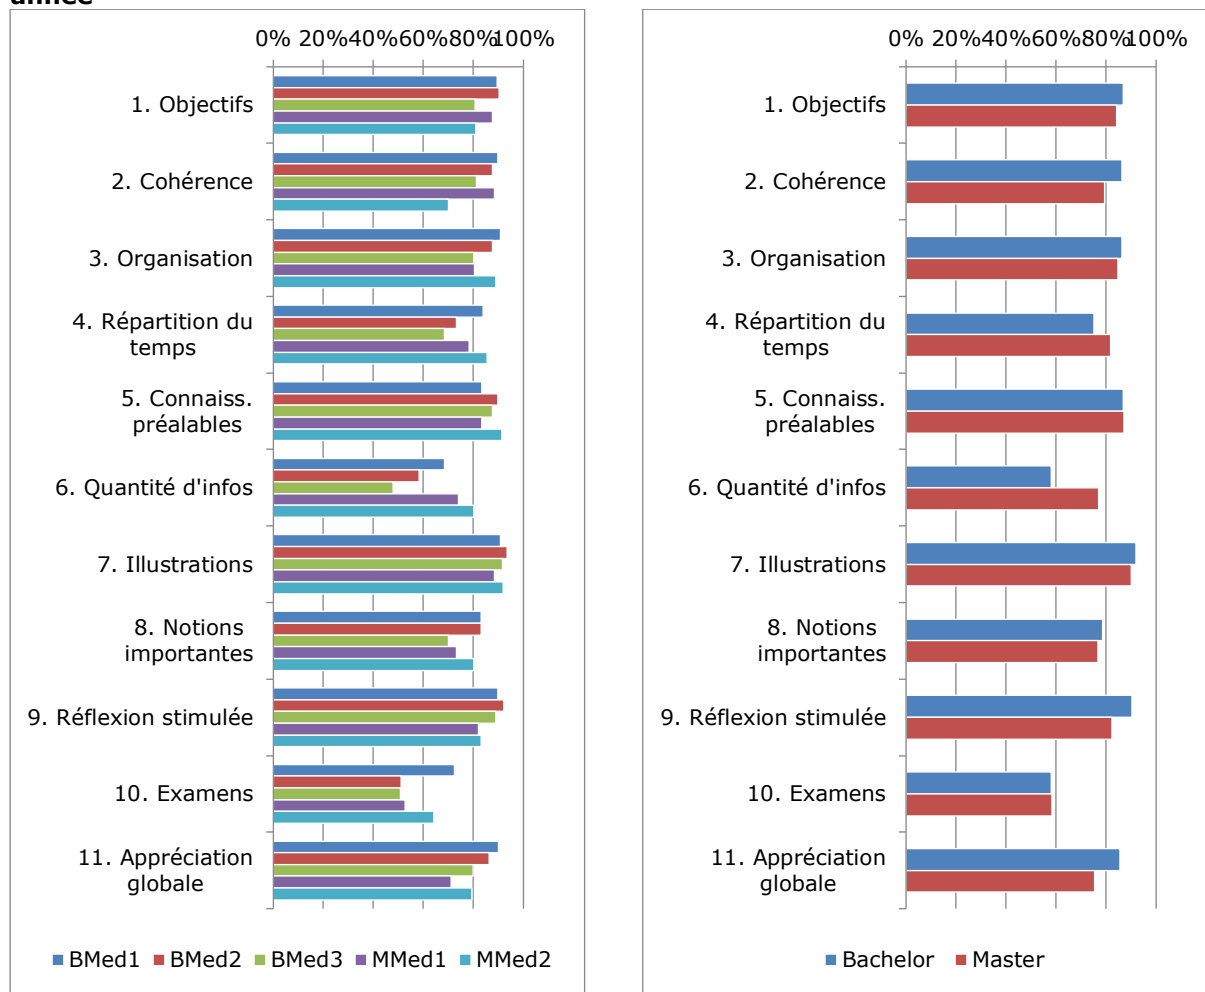 année
0% 20% 40% 60% 80% 100%
1. Objectifs
2. Cohérence
3. Organisation
4. Répartition du
temps
5. Connaiss.
préalables
6. Quantité d'infos
7. Illustrations
8. Notions
importantes
9. Réflexion stimulée
10. Examens
11. Appréciation
globale
BMed1 BMed2 BMed3 MMed1 MMed2
0% 20% 40% 60% 80% 100%
1. Objectifs
2. Cohérence
3. Organisation
4. Répartition du
temps
5. Connaiss.
préalables
6. Quantité d'infos
7. Illustrations
8. Notions
importantes
9. Réflexion stimulée
10. Examens
11. Appréciation
globale
Bachelor Master